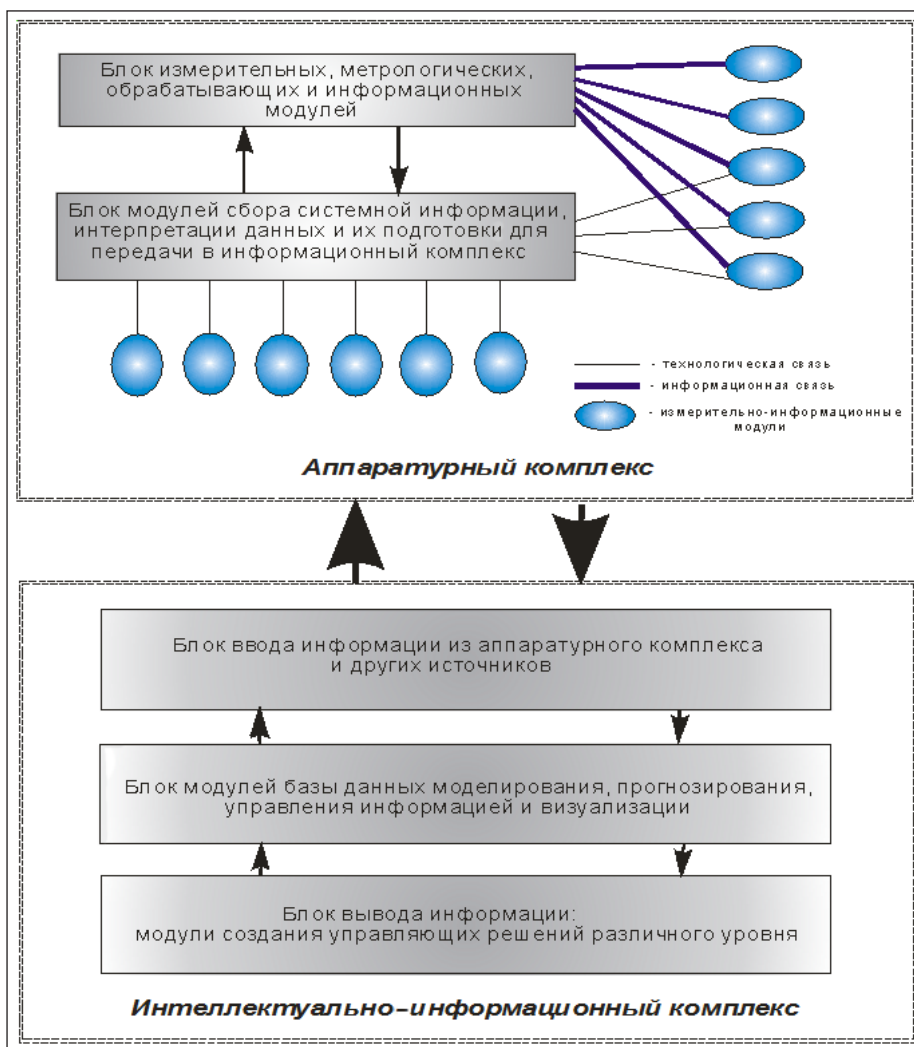 Блок измерительных, метрологических,
обрабатывающих и информационных
модулей
Блок модулей сбора системной информации,
интерпретации данных и их подготовки для
передачи в информационный комплекс
- технологическая связь
- информационная связь
- измерительно-информационные
модули
Аппаратурный комплекс
Блок ввода информации из аппаратурного комплекса
и других источников
Блок модулей базы данных моделирования, прогнозирования,
управления информацией и визуализации
Блок вывода информации:
модули создания управляющих решений различного уровня
Интеллектуально-информационный комплекс